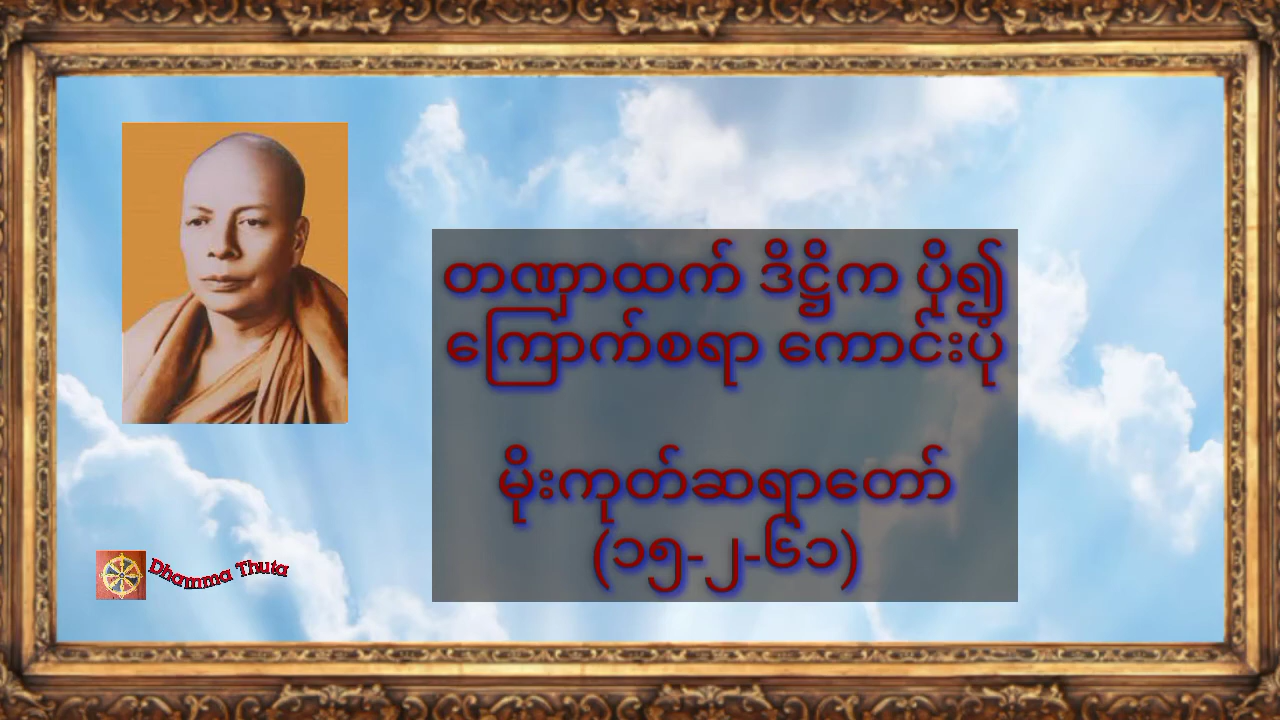 တဏှာထက် ဒိဋ္ဌိက ပို၍
ကြောက်စရာ ကောင်းပုံ
မိုးကုတ်ဆရာတော်
(၁၅-၂-၆၁)
Dhamma Thuta